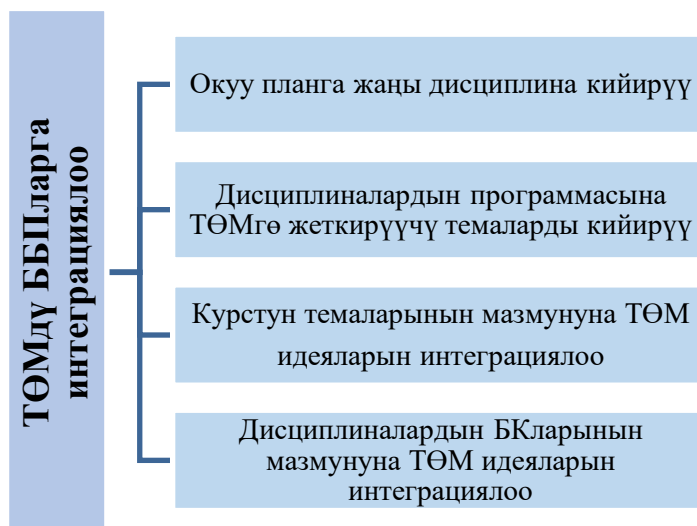 ТӨМдү ББПларга
интеграциялоо
Окуу планга жаңы дисциплина кийирүү
Дисциплиналардын программасына
ТӨМгө жеткирүүчү темаларды кийирүү
Курстун темаларынын мазмунуна ТӨМ
идеяларын интеграциялоо
Дисциплиналардын БКларынын
мазмунуна ТӨМ идеяларын
интеграциялоо